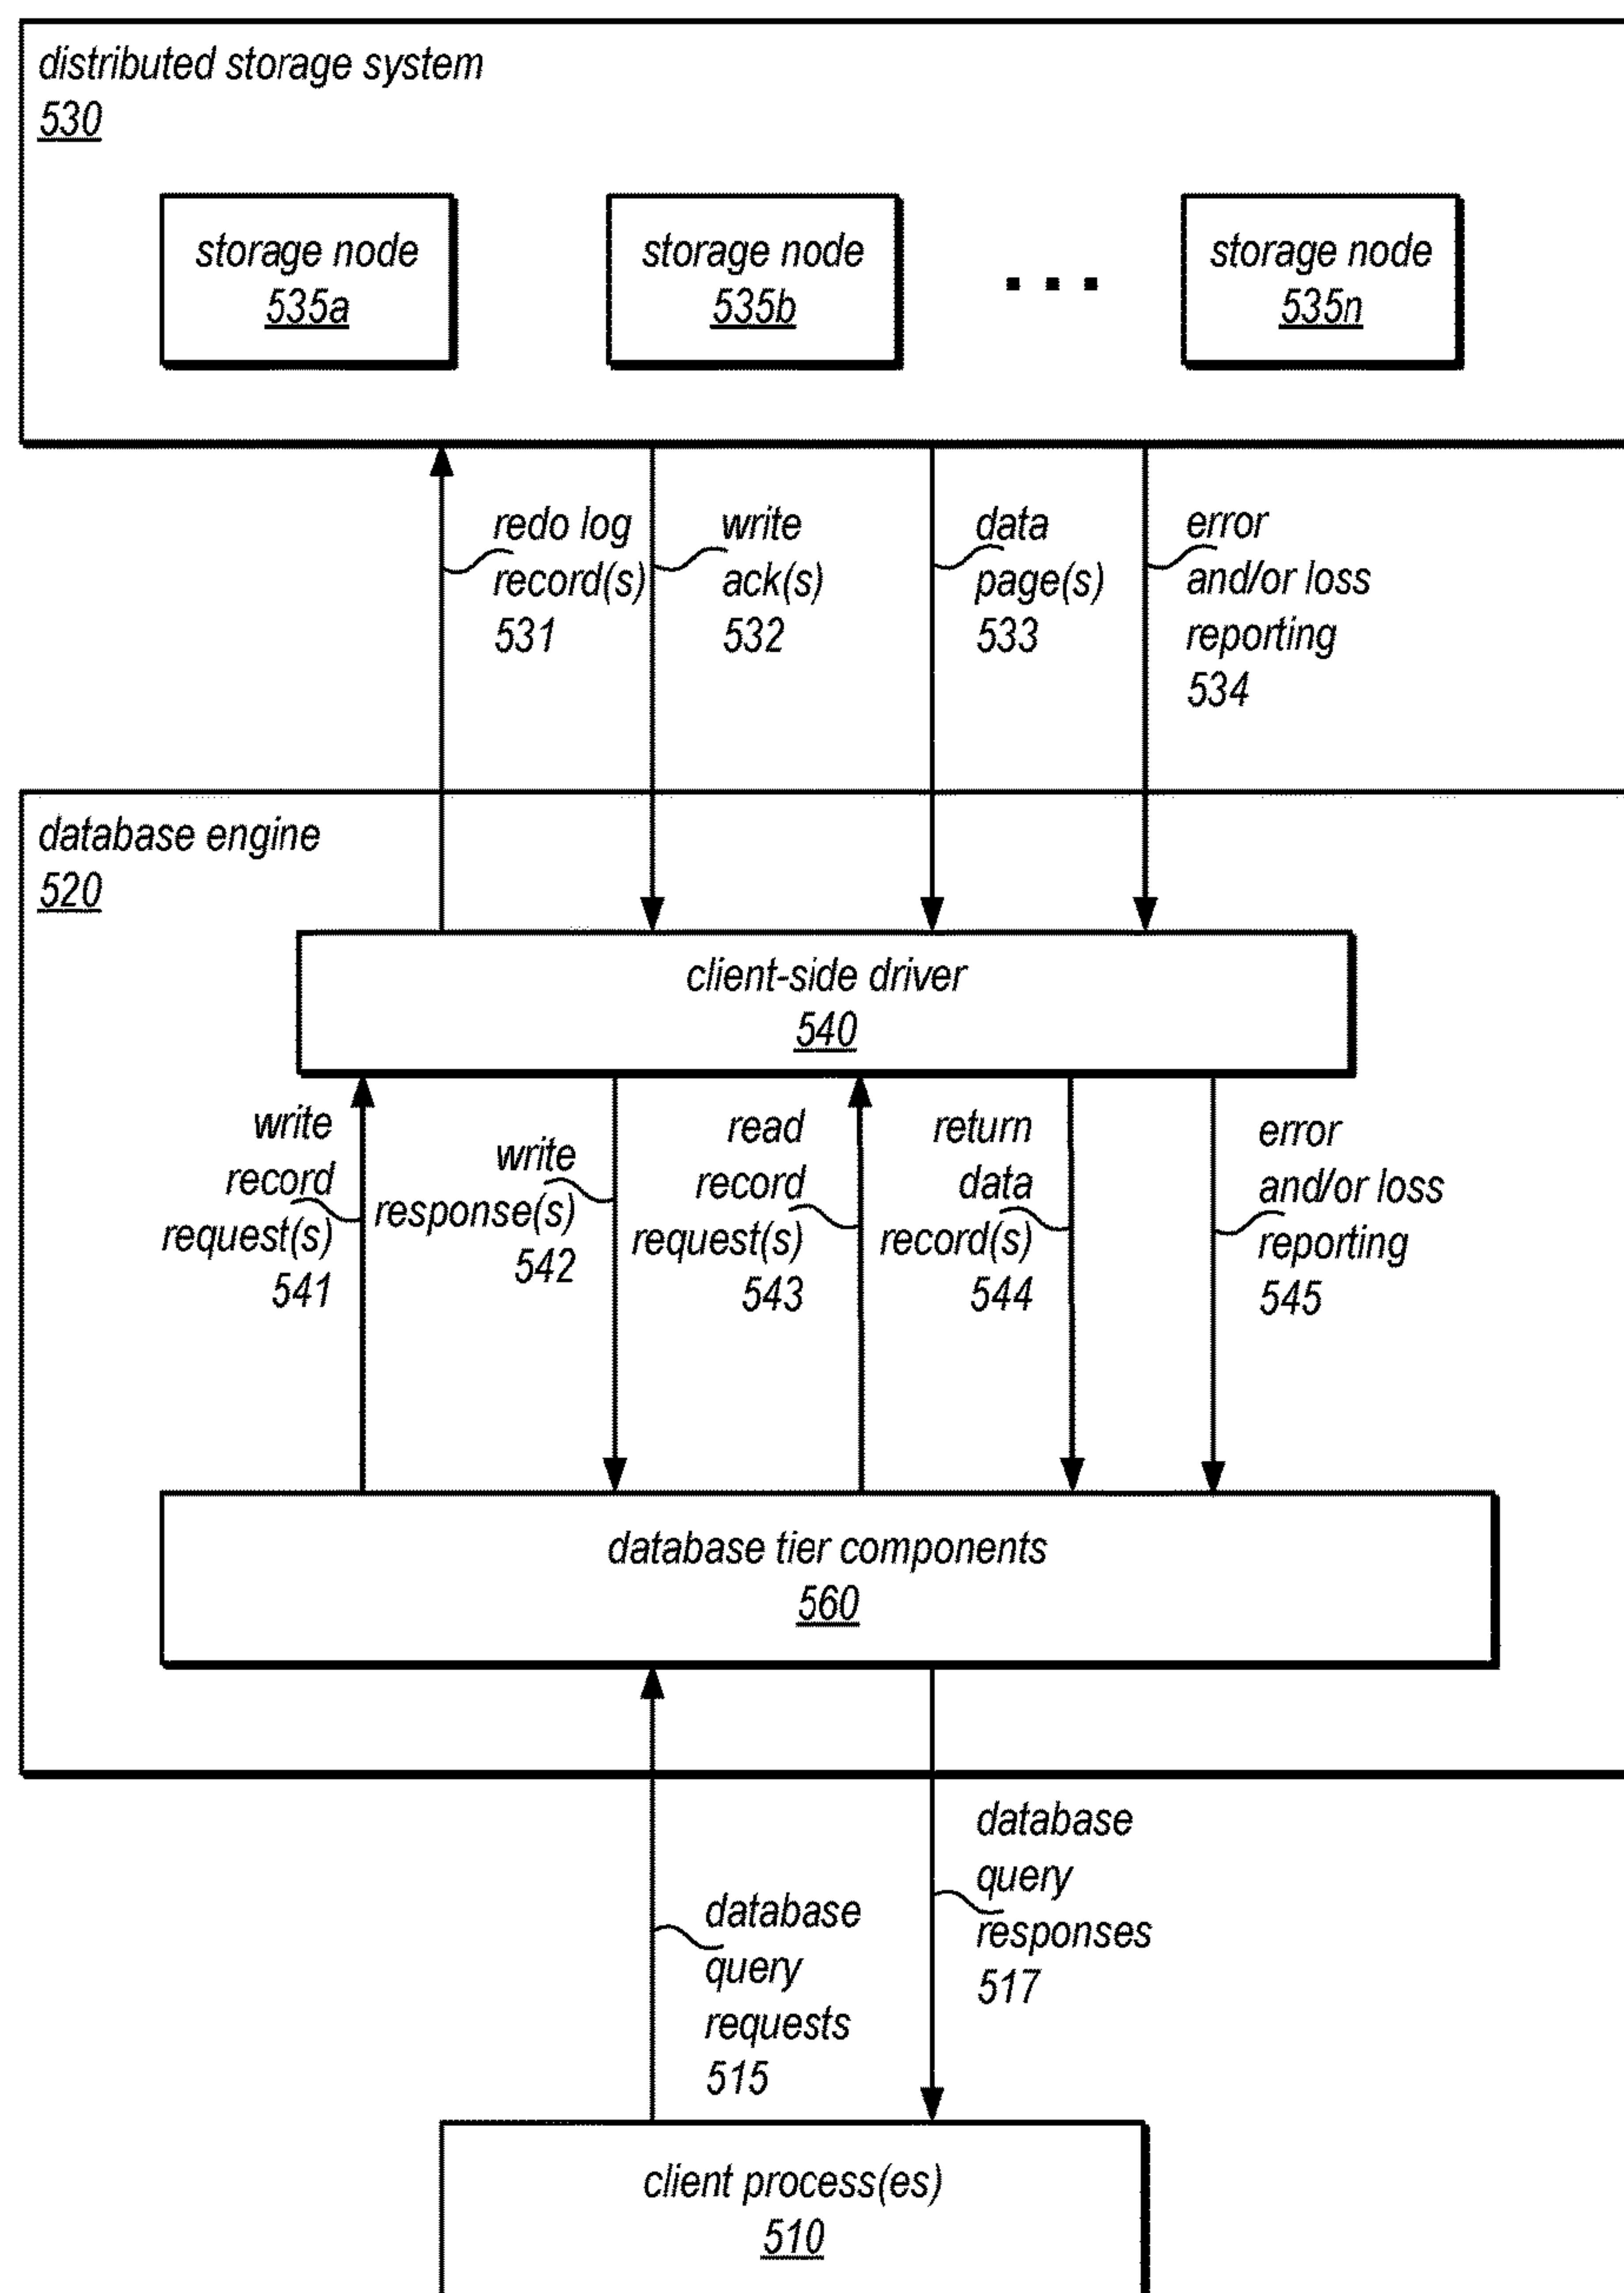 distributed storage system
530
storage node
535a
storage node
535b
storage node
535n
redo log
record(s)
531
write
ack(s)
532
data
page(s)
533
error
and/or loss
reporting
534
database engine
520
client-side driver
540
write
record
request(s)
541
write
response(s)
542
read
record
request(s)
543
return
data
record(s)
544
error
and/or loss
reporting
545
database tier components
560
database
query
requests
515
database
query
responses
517
client process(es)
510